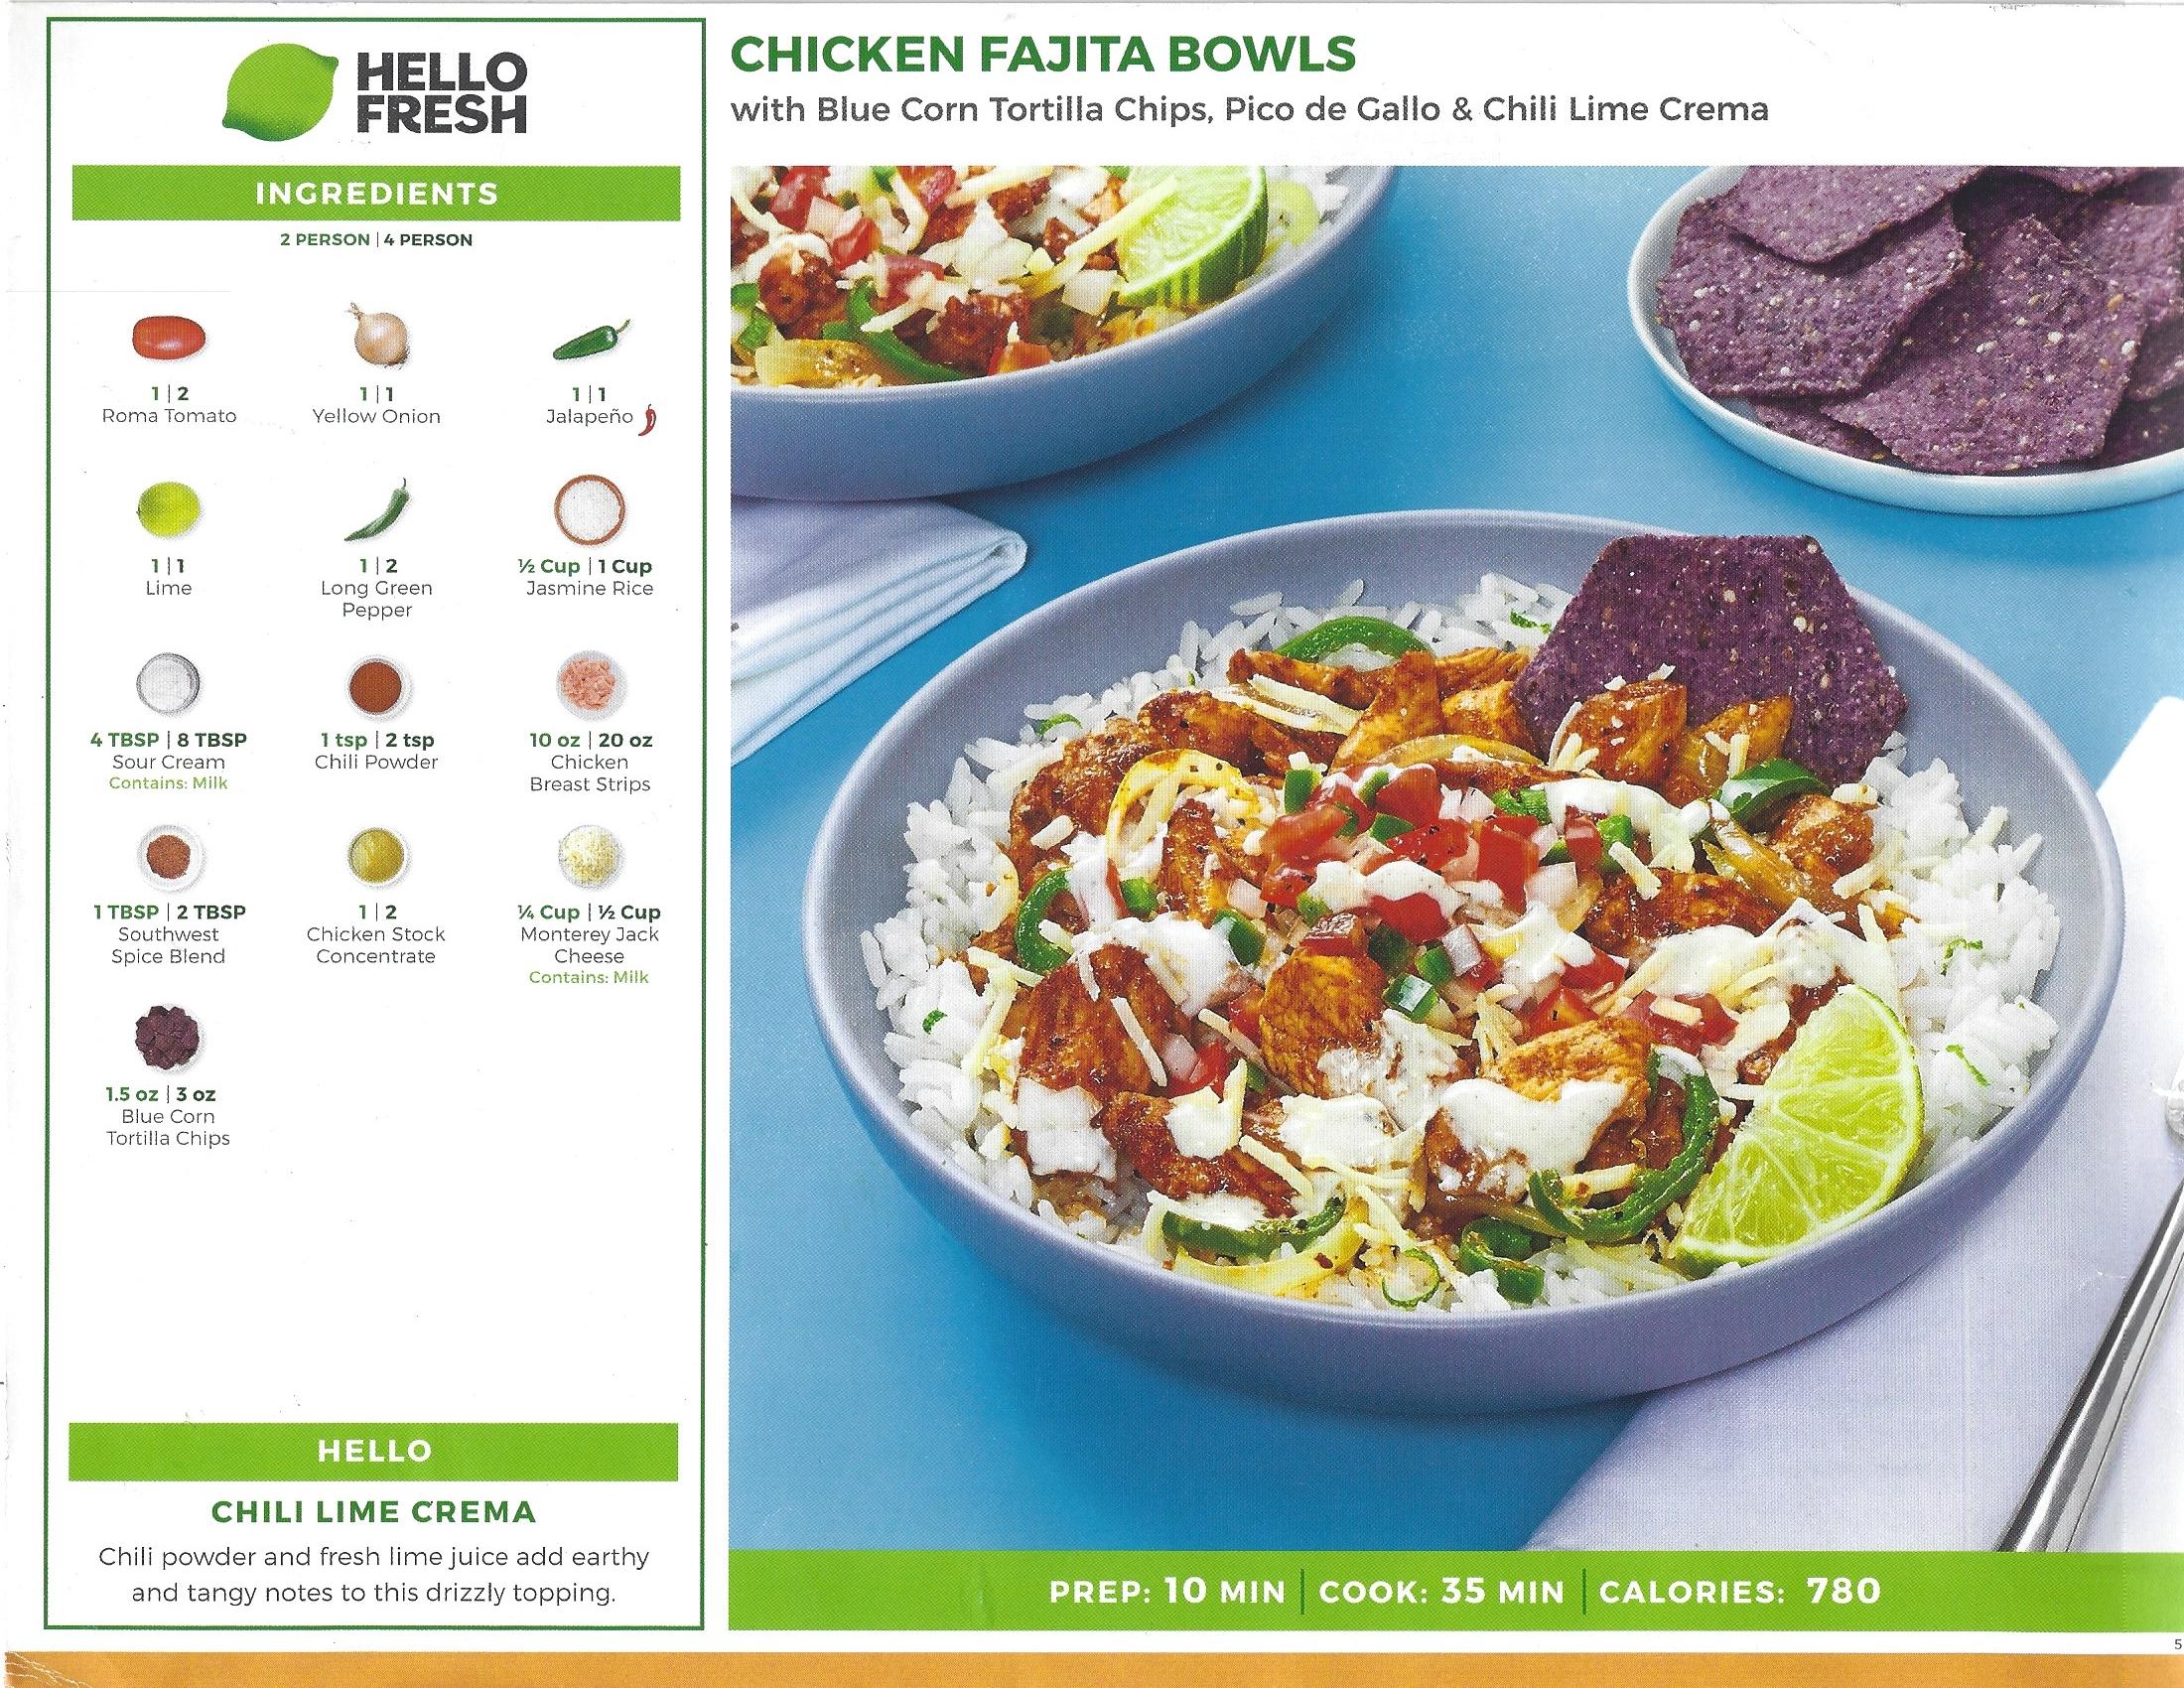 HELLO
FRESH
INGREDIENTS
2 PERSON | 4 PERSON
1 | 2
Roma Tomato
1 | 1
Yellow Onion
1 | 1
Jalapeño
1 | 1
Lime
1 | 2
Long Green
Pepper
½ Cup | 1 Cup
Jasmine Rice
4 TBSP | 8 TBSP
Sour Cream
Contains: Milk
1 tsp | 2 tsp
Chili Powder
10 oz | 20 oz
Chicken
Breast Strips
1 TBSP | 2 TBSP
Southwest
Spice Blend
1 | 2
Chicken Stock
Concentrate
¼ Cup | ½ Cup
Monterey Jack
Cheese
Contains: Milk
1.5 oz | 3 oz
Blue Corn
Tortilla Chips
HELLO
CHILI LIME CREMA
Chili powder and fresh lime juice add earthy
and tangy notes to this drizzly topping.
CHICKEN FAJITA BOWLS
with Blue Corn Tortilla Chips, Pico de Gallo & Chili Lime Crema
PREP: 10 MIN | COOK: 35 MIN | CALORIES: 780
5